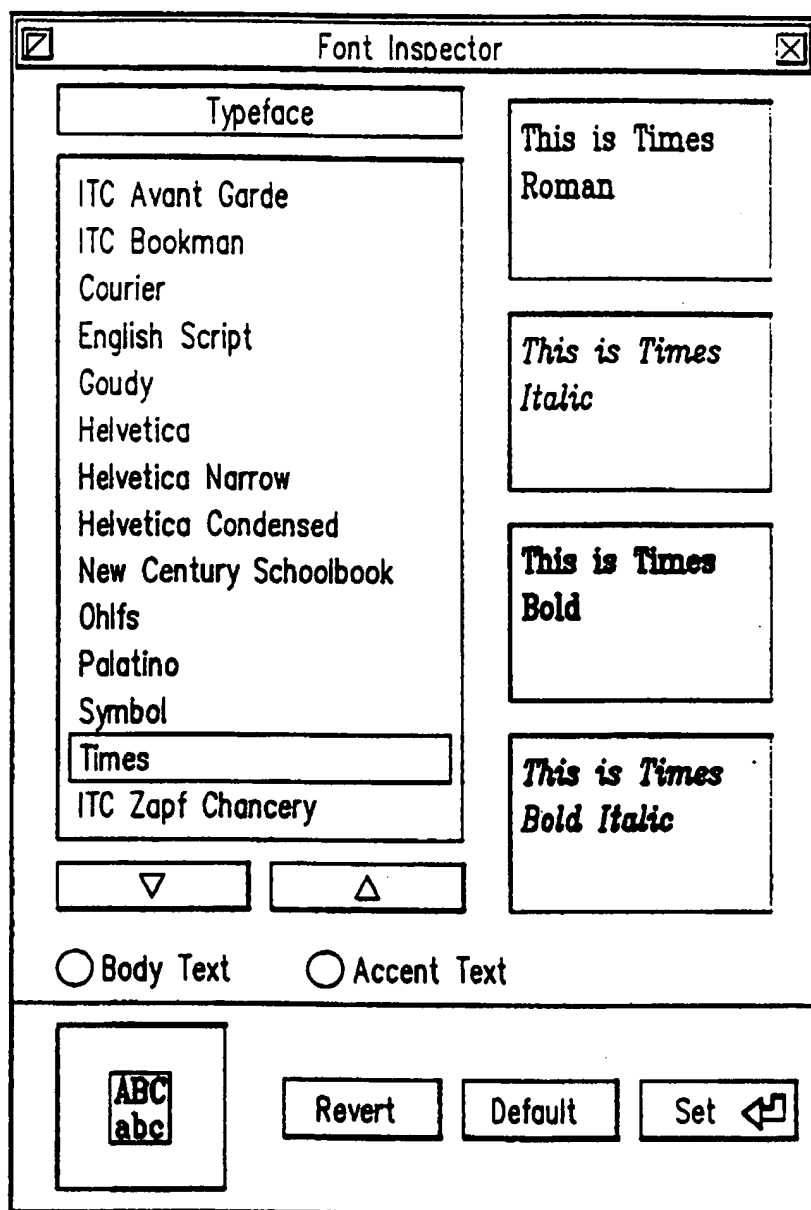 Font Inspector
Typeface
ITC Avant Garde
ITC Bookman
Courier
English Script
Goudy
Helvetica
Helvetica Narrow
Helvetica Condensed
New Century Schoolbook
Ohlfs
Palatino
Symbol
Times
ITC Zapf Chancery
This is Times
Roman
This is Times
Italic
This is Times
Bold
This is Times
Bold Italic
Body Text
Accent Text
ABC
abc
Revert
Default
Set